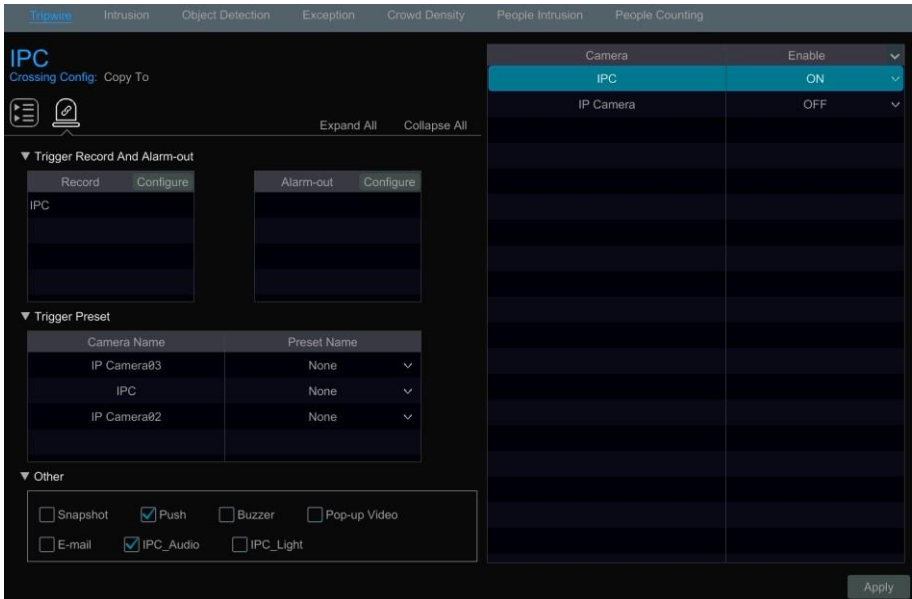 Tripwire Intrusion Object Detection Exception Crowd Density People Intrusion People Counting
IPC
Crossing Config: Copy To
Expand All Collapse All
Trigger Record And Alarm-out
Record Configure Alarm-out Configure
IPC
Trigger Preset
Camera Name Preset Name
IP Camera03 None
IPC None
IP Camera02 None
Other
Snapshot Push Buzzer Pop-up Video
E-mail IPC_Audio IPC_Light
Camera Enable
IPC ON
IP Camera OFF
Apply